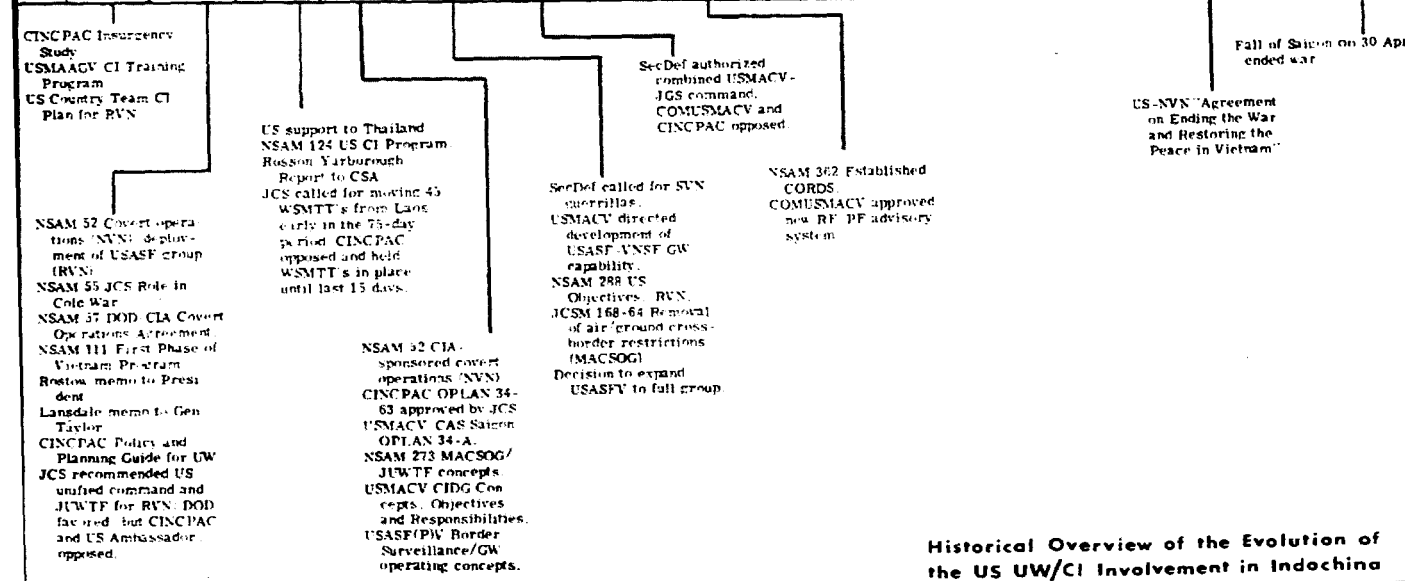 CINCPAC Insurgency
Study
USMAAGV CI Training
Program
US Country Team CI
Plan for RVN
NSAM 52 Covert opera-
tions (NVN) deploy-
ment of USASF group
(RVN)
NSAM 55 JCS Role in
Cold War
NSAM 57 DOD CIA Covert
Operations Agreement.
NSAM 111 First Phase of
Vietnam Program
Rostow memo to Presi
dent
Lansdale memo to Gen
Taylor
CINCPAC Policy and
Planning Guide for UW
JCS recommended US
unified command and
JUWTF for RVN; DOD
favored but CINCPAC
and US Ambassador
opposed.
US support to Thailand
NSAM 124 US CI Program.
Rosson Yarborough
Report to CSA
JCS called for moving 45
WSMTT's from Laos
early in the 75-day
period. CINCPAC
opposed and held
WSMTT's in place
until last 15 days.
NSAM 52 CIA-
sponsored covert
operations (NVN)
CINCPAC OPLAN 34-
63 approved by JCS
USMACV CAS Saigon
OPLAN 34-A.
NSAM 273 MACSOG/
JUWTF concepts.
USMACV CIDG Con
cepts, Objectives
and Responsibilities.
USASF(P)V Border
Surveillance/GW
operating concepts.
SecDef called for SVN
guerrillas.
USMACV directed
development of
USASF-VNSF GW
capability.
NSAM 288 US
Objectives, RVN.
JCSM 168-64 Removal
of air/ground cross-
border restrictions
(MACSOG)
Decision to expand
USASFV to full group.
SecDef authorized
combined USMACV-
JGS command.
COMUSMACV and
CINCPAC opposed.
NSAM 362 Established
CORDS.
COMUSMACV approved
new RF PF advisory
system
US-NVN "Agreement
on Ending the War
and Restoring the
Peace in Vietnam"
Fall of Saigon on 30 Apr
ended war
Historical Overview of the Evolution of
the US UW/CI Involvement in Indochina